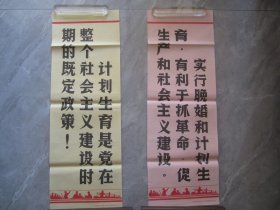 计划生育是党在
整个社会主义建设时
期的既定政策！
实行晚婚和计划生
育，有利于抓革命、促
生产和社会主义建设。